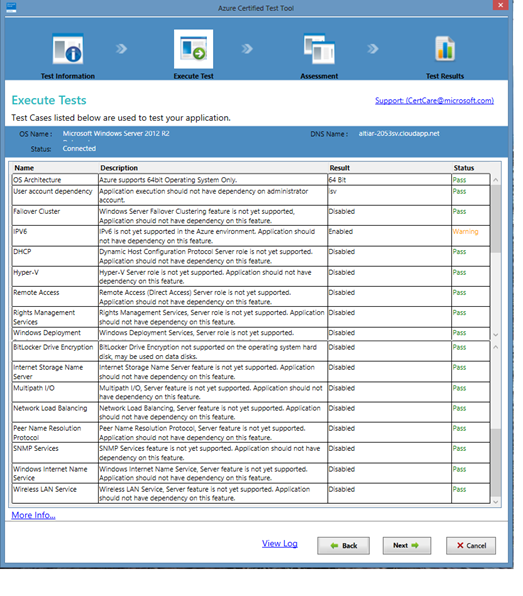 Azure Certified Test Tool
Test Information
Execute Test
Assessment
Test Results
Execute Tests
Support: (CertCare@microsoft.com)
Test Cases listed below are used to test your application.
OS Name : Microsoft Windows Server 2012 R2
DNS Name : altiar-2053sv.cloudapp.net
Status: Connected
Name Description Result Status
OS Architecture Azure supports 64bit Operating System Only. 64 Bit Pass
User account dependency Application execution should not have dependency on administrator isv Pass
account.
Failover Cluster Windows Server Failover Clustering feature is not yet supported, Disabled Pass
Application should not have dependency on this feature.
IPV6 IPv6 is not yet supported in the Azure environment. Application should Enabled Warning
not have dependency on this feature.
DHCP Dynamic Host Configuration Protocol Server role is not yet supported. Disabled Pass
Application should not have dependency on this feature.
Hyper-V Hyper-V Server role is not yet supported. Application should not have Disabled Pass
dependency on this feature.
Remote Access Remote Access (Direct Access) Server role is not yet supported. Disabled Pass
Application should not have dependency on this feature.
Rights Management Rights Management Services, Server role is not yet supported. Application Disabled Pass
Services should not have dependency on this feature.
Windows Deployment Windows Deployment Services, Server role is not yet supported. Disabled Pass
BitLocker Drive Encryption BitLocker Drive Encryption not supported on the operating system hard Disabled Pass
disk, may be used on data disks.
Internet Storage Name Internet Storage Name Server feature is not yet supported. Application Disabled Pass
Server should not have dependency on this feature.
Multipath I/O Multipath I/O, Server feature is not yet supported. Application should not Disabled Pass
have dependency on this feature.
Network Load Balancing Network Load Balancing, Server feature is not yet supported. Application Disabled Pass
should not have dependency on this feature.
Peer Name Resolution Peer Name Resolution Protocol, Server feature is not yet supported. Disabled Pass
Protocol Application should not have dependency on this feature.
SNMP Services SNMP Services feature is not yet supported. Application should not have Disabled Pass
dependency on this feature.
Windows Internet Name Windows Internet Name Service, Server feature is not yet supported. Disabled Pass
Service Application should not have dependency on this feature.
Wireless LAN Service Wireless LAN Service, Server feature is not yet supported. Application Disabled Pass
should not have dependency on this feature.
More Info...
View Log
Back
Next
Cancel